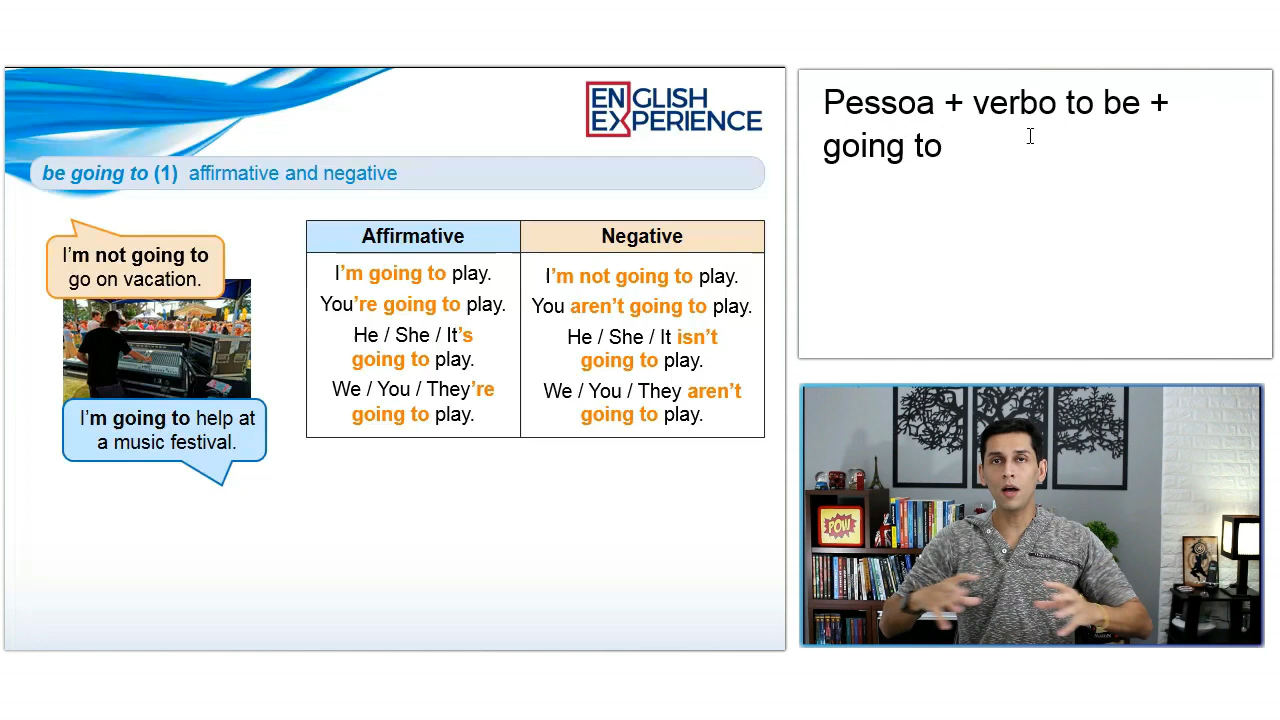 ENGLISH
EXPERIENCE
be going to (1) affirmative and negative
I'm not going to
go on vacation.
I'm going to help at
a music festival.
Affirmative
I'm going to play.
You're going to play.
He / She / It's
going to play.
We / You / They're
going to play.
Negative
I'm not going to play.
You aren't going to play.
He / She / It isn't
going to play.
We / You / They aren't
going to play.
Pessoa + verbo to be +
going to
POW